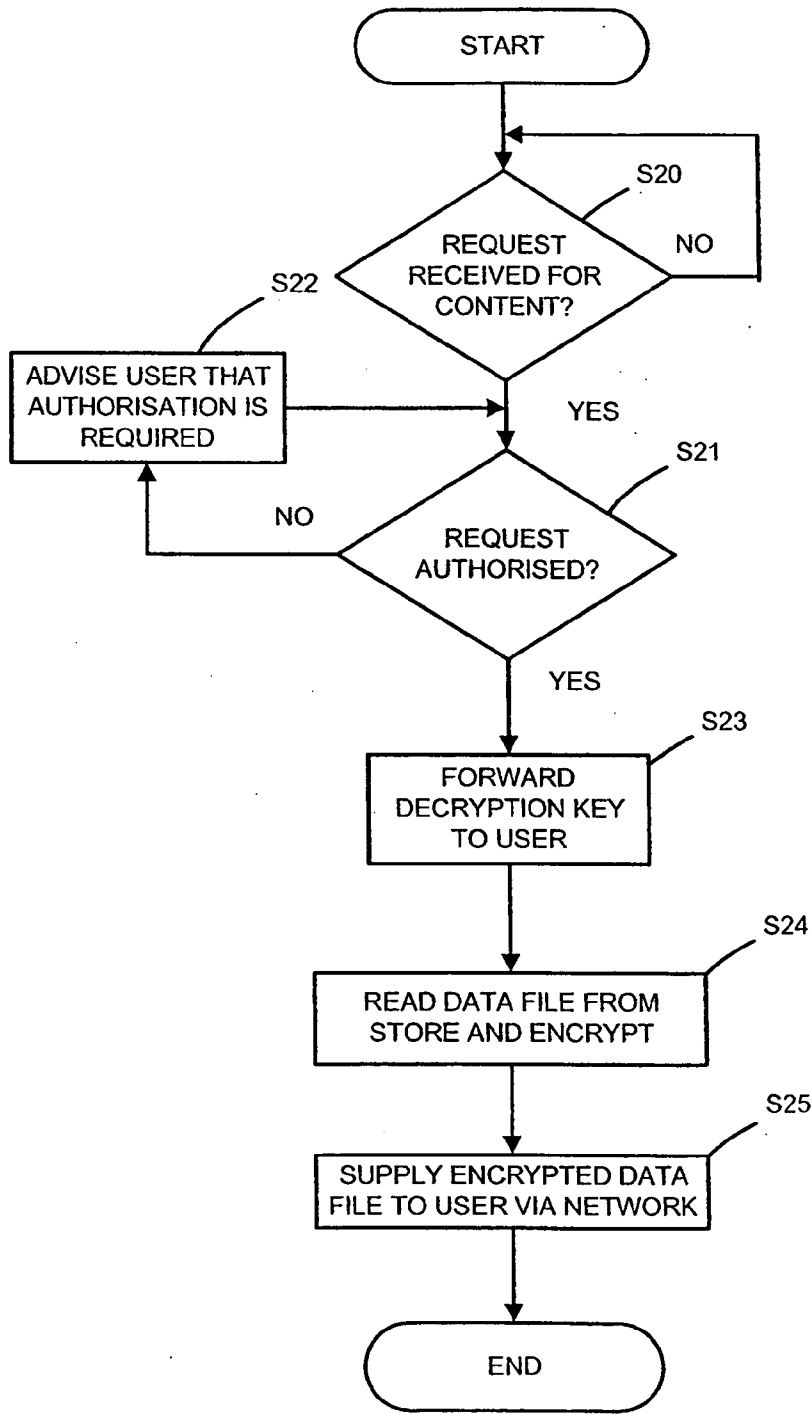 START
S20
REQUEST
RECEIVED FOR
CONTENT?
NO
S22
ADVISE USER THAT
AUTHORISATION IS
REQUIRED
YES
S21
NO
REQUEST
AUTHORISED?
YES
S23
FORWARD
DECRYPTION KEY
TO USER
S24
READ DATA FILE FROM
STORE AND ENCRYPT
S25
SUPPLY ENCRYPTED DATA
FILE TO USER VIA NETWORK
END